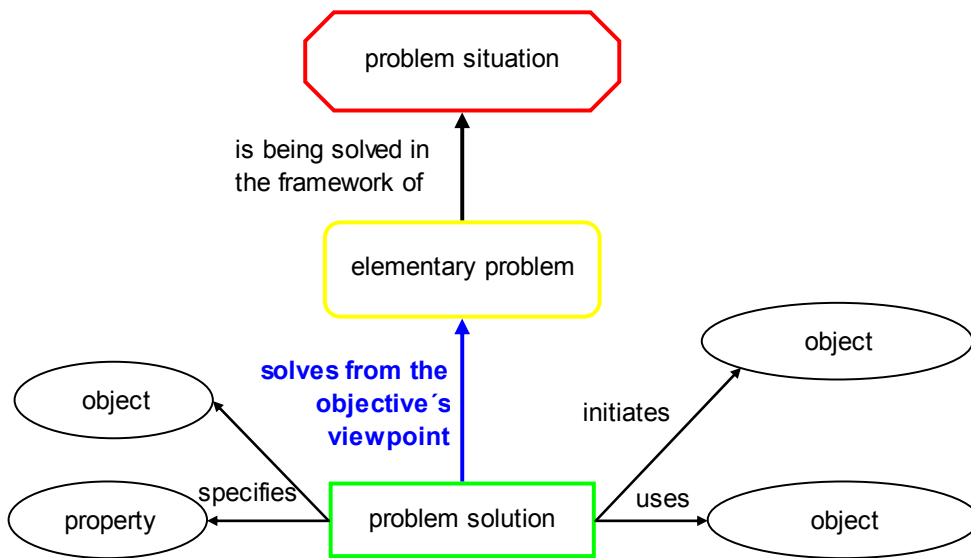 problem situation
is being solved in
the framework of
elementary problem
solves from the
objective´s
viewpoint
object
object
initiates
specifies
uses
property
problem solution
object